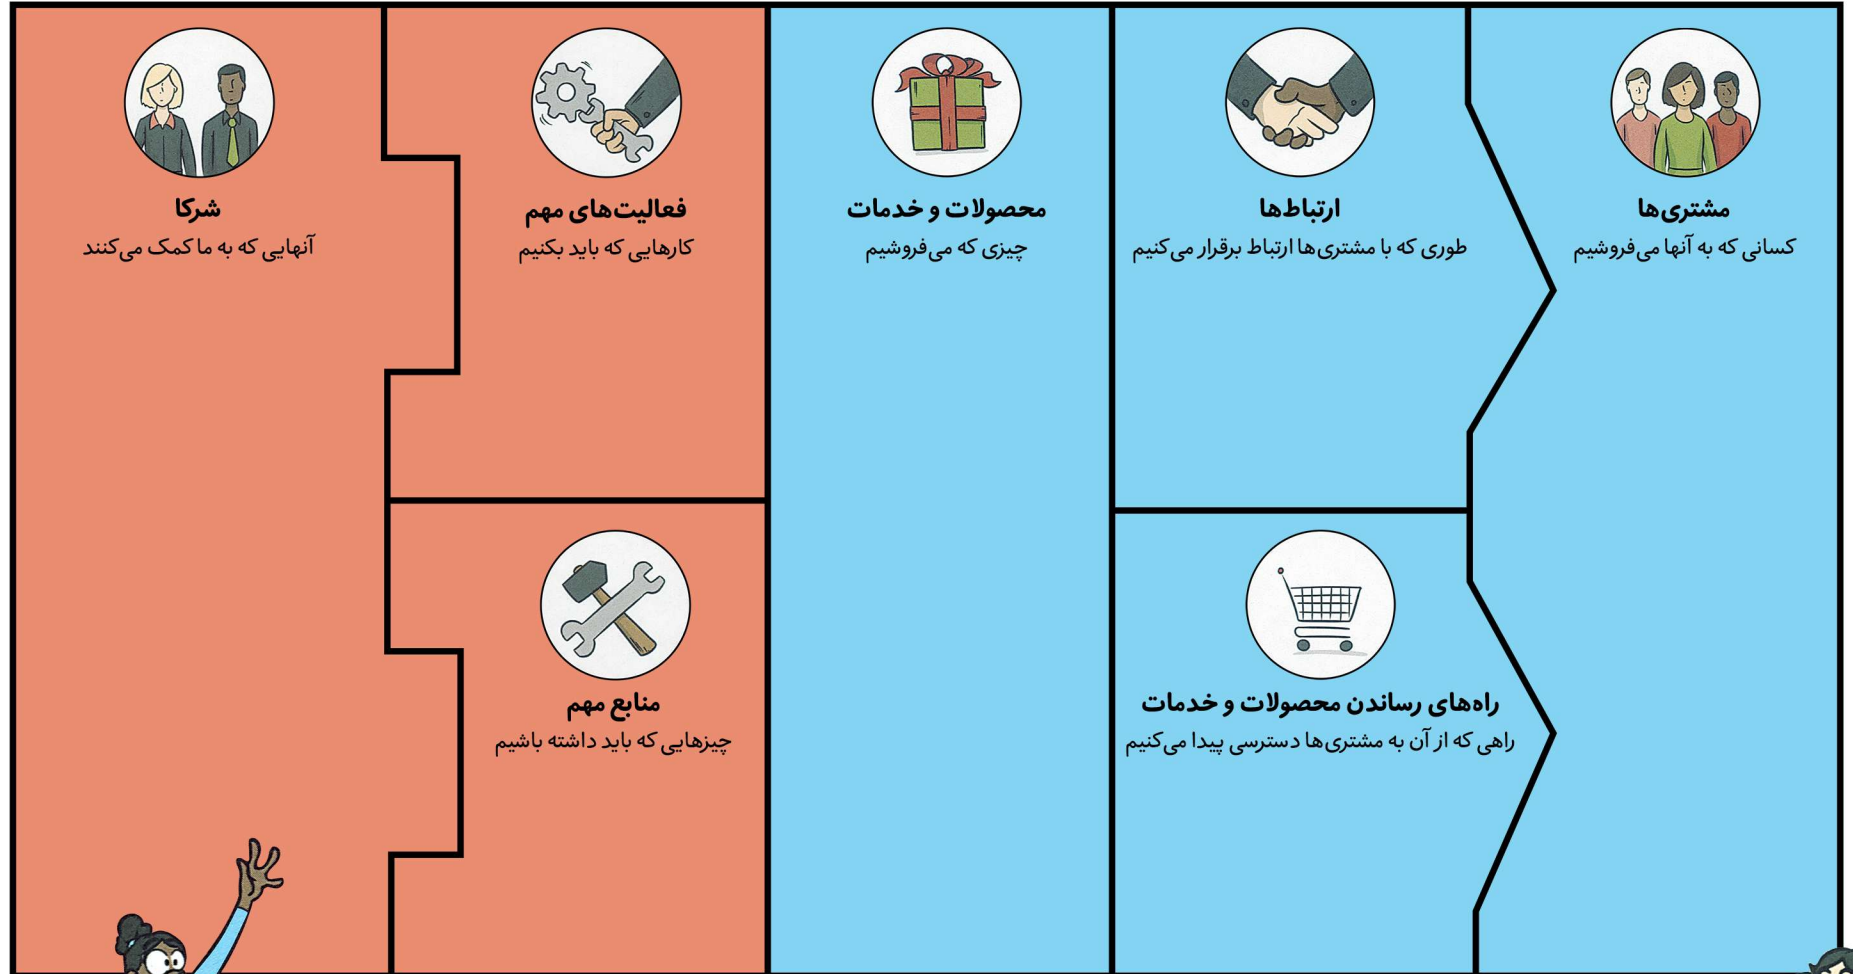 مشتری‌ها
کسانی که به آنها می‌فروشیم
ارتباط‌ها
طوری که با مشتری‌ها ارتباط برقرار می‌کنیم
راه‌های رساندن محصولات و خدمات
راهی که از آن به مشتری‌ها دسترسی پیدا می‌کنیم
محصولات و خدمات
چیزی که می‌فروشیم
فعالیت‌های مهم
کارهایی که باید بکنیم
منابع مهم
چیزهایی که باید داشته باشیم
شرکا
آنهایی که به ما کمک می‌کنند